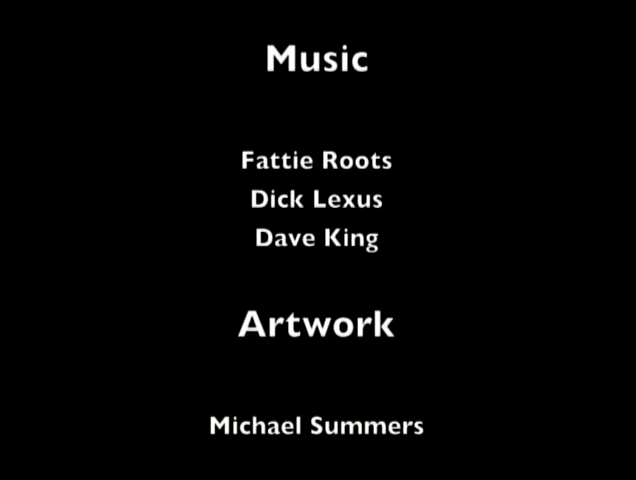 Music
Fattie Roots
Dick Lexus
Dave King
Artwork
Michael Summers